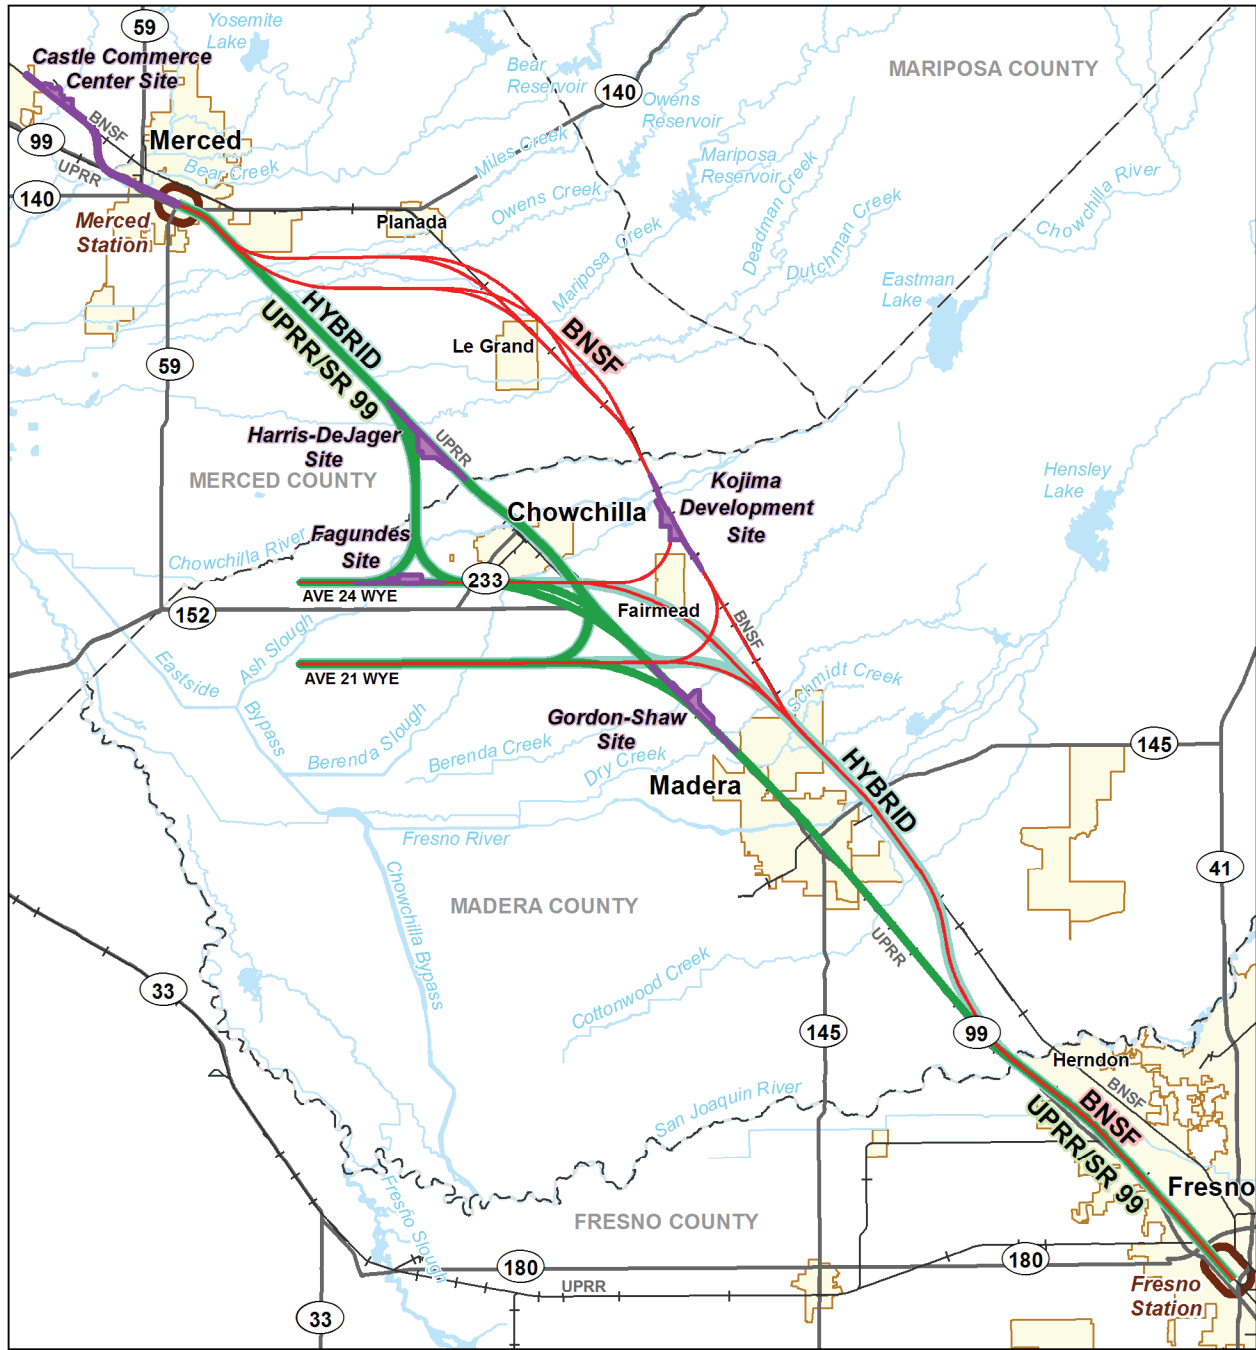 59
Yosemite
Lake
Castle Commerce
Center Site
Bear
Reservoir
MARIPOSA COUNTY
140
Owens
Reservoir
BNSF
99
Merced
Miles Creek
Mariposa
Reservoir
UPRR
Bear Creek
Deadman Creek
Chowchilla River
140
Owens Creek
Dutchman Creek
Merced
Station
Planada
Mariposa Creek
Eastman
Lake
HYBRID
UPRR/SR 99
BNSF
Le Grand
59
Harris-DeJager
Site
UPRR
MERCED COUNTY
Hensley
Lake
Kojima
Development
Site
Chowchilla
Fagundes
Site
Chowchilla River
233
AVE 24 WYE
152
Fairmead
BNSF
Ash Slough
Eastside
Bypass
AVE 21 WYE
Schmidt Creek
Gordon-Shaw
Site
Berenda Slough
Berenda Creek
Dry Creek
145
HYBRID
Madera
Fresno River
41
Chowchilla Bypass
MADERA COUNTY
UPRR
Cottonwood Creek
33
145
99
Herndon
BNSF
San Joaquin River
BNSF
UPRR/SR 99
Fresno
Fresno Slough
FRESNO COUNTY
180
180
UPRR
Fresno
Station
33